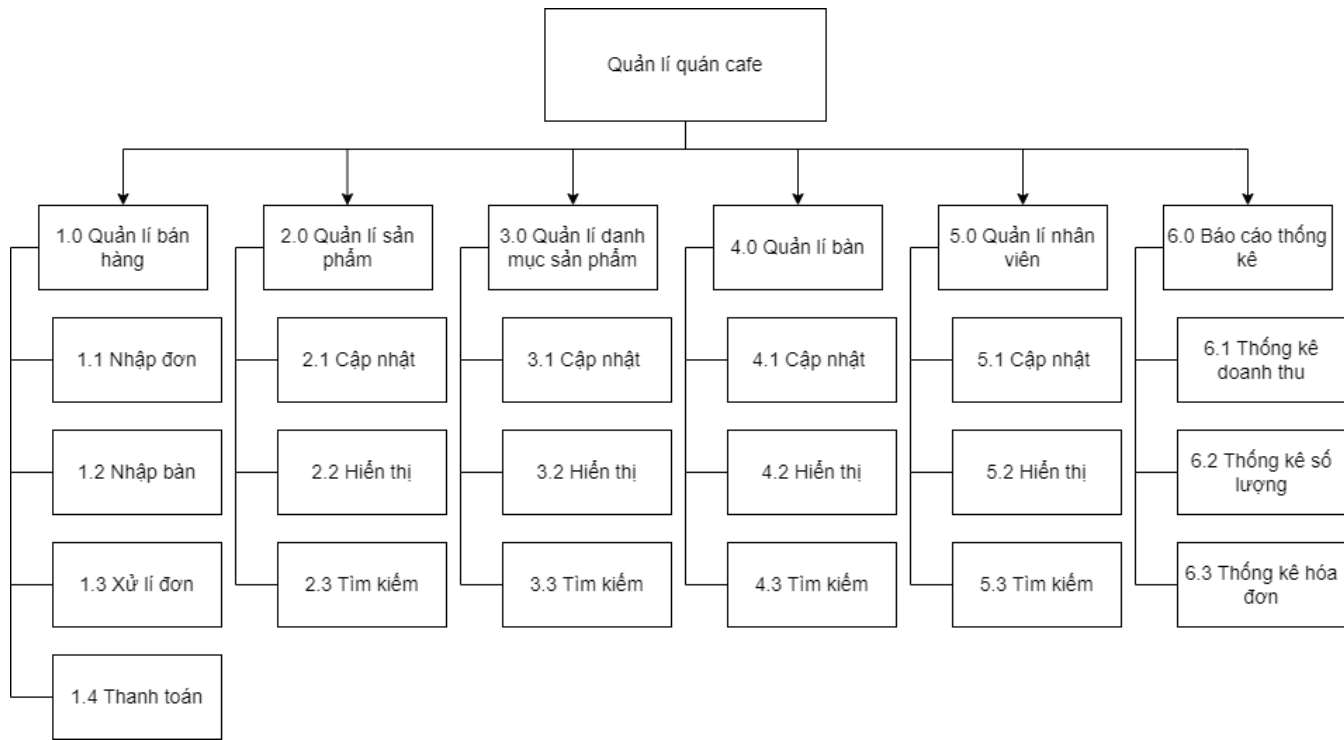 Quản lí quán cafe
1.0 Quản lí bán
hàng
2.0 Quản lí sản
phẩm
3.0 Quản lí danh
mục sản phẩm
4.0 Quản lí bàn
5.0 Quản lí nhân
viên
6.0 Báo cáo thống
kê
1.1 Nhập đơn
2.1 Cập nhật
3.1 Cập nhật
4.1 Cập nhật
5.1 Cập nhật
6.1 Thống kê
doanh thu
1.2 Nhập bàn
2.2 Hiển thị
3.2 Hiển thị
4.2 Hiển thị
5.2 Hiển thị
6.2 Thống kê số
lượng
1.3 Xử lí đơn
2.3 Tìm kiếm
3.3 Tìm kiếm
4.3 Tìm kiếm
5.3 Tìm kiếm
6.3 Thống kê hóa
đơn
1.4 Thanh toán